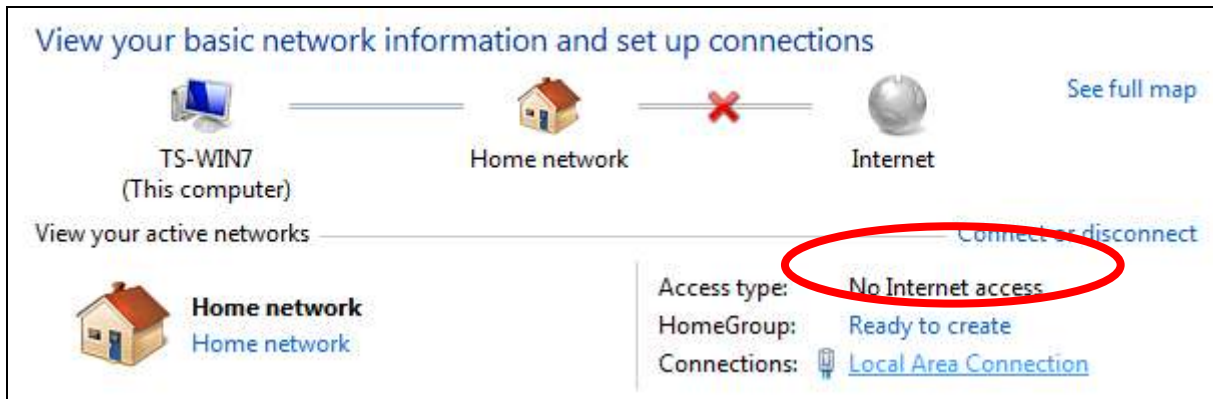 View your basic network information and set up connections
See full map
TS-WIN7
(This computer)
Home network
Internet
View your active networks
Connect or disconnect
Home network
Home network
Access type: No Internet access
HomeGroup: Ready to create
Connections: Local Area Connection